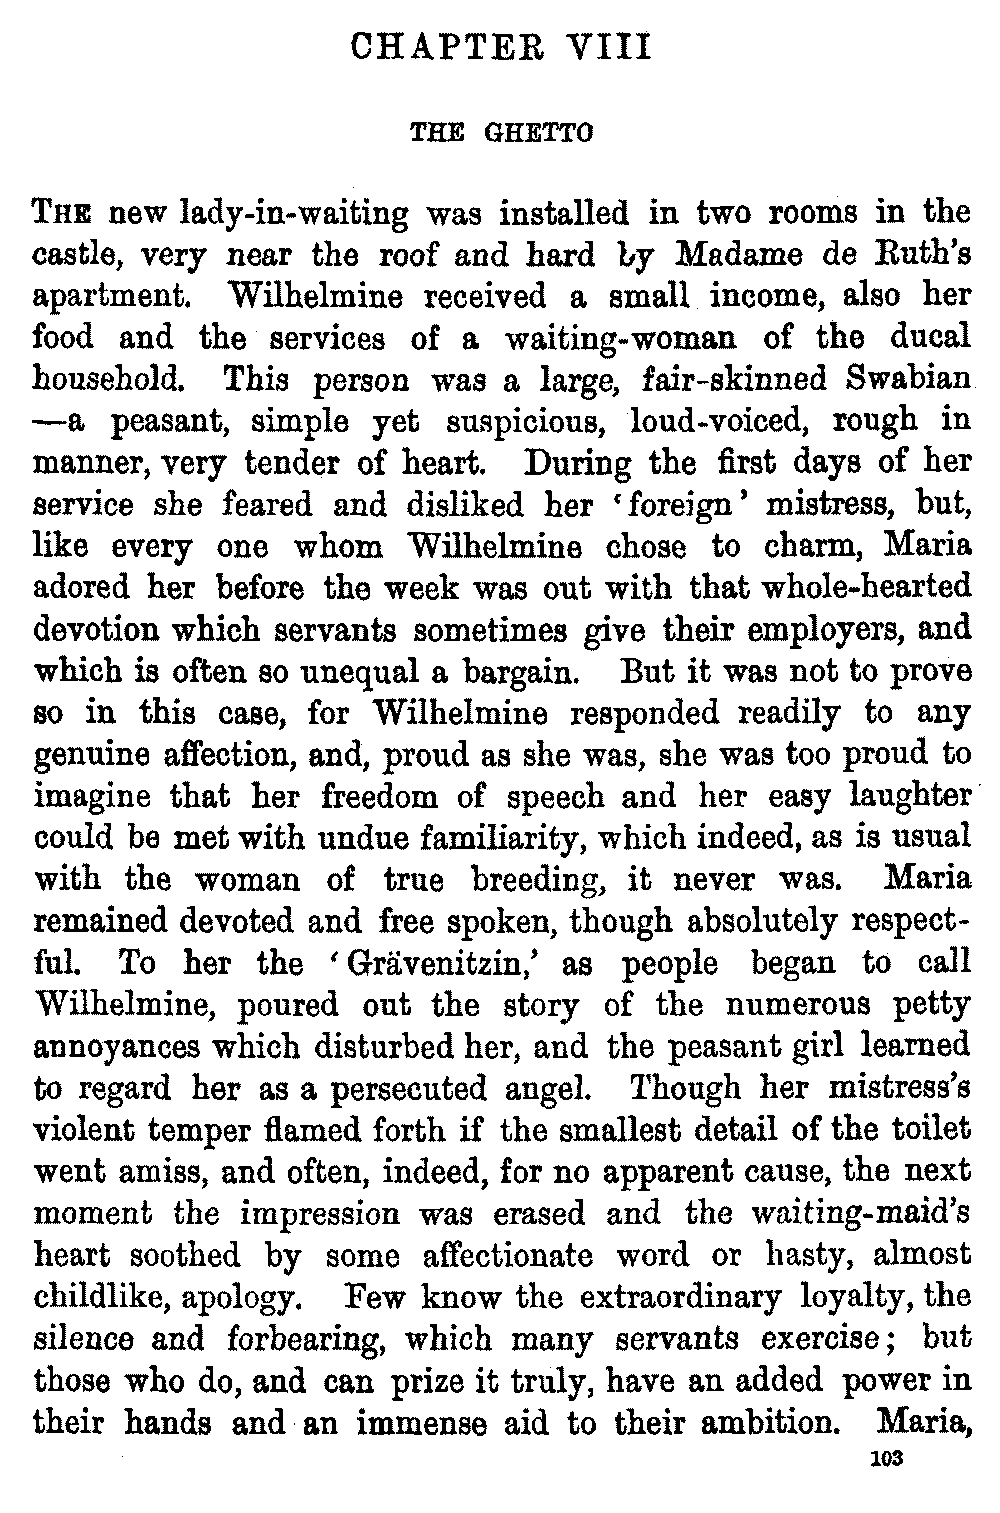 CHAPTER VIII
THE GHETTO
THE new lady-in-waiting was installed in two rooms in the
castle, very near the roof and hard by Madame de Ruth's
apartment. Wilhelmine received a small income, also her
food and the services of a waiting-woman of the ducal
household. This person was a large, fair-skinned Swabian
—a peasant, simple yet suspicious, loud-voiced, rough in
manner, very tender of heart. During the first days of her
service she feared and disliked her ‘foreign’ mistress, but,
like every one whom Wilhelmine chose to charm, Maria
adored her before the week was out with that whole-hearted
devotion which servants sometimes give their employers, and
which is often so unequal a bargain. But it was not to prove
so in this case, for Wilhelmine responded readily to any
genuine affection, and, proud as she was, she was too proud to
imagine that her freedom of speech and her easy laughter
could be met with undue familiarity, which indeed, as is usual
with the woman of true breeding, it never was. Maria
remained devoted and free spoken, though absolutely respect-
ful. To her the ‘Grävenitzin,’ as people began to call
Wilhelmine, poured out the story of the numerous petty
annoyances which disturbed her, and the peasant girl learned
to regard her as a persecuted angel. Though her mistress's
violent temper flamed forth if the smallest detail of the toilet
went amiss, and often, indeed, for no apparent cause, the next
moment the impression was erased and the waiting-maid's
heart soothed by some affectionate word or hasty, almost
childlike, apology. Few know the extraordinary loyalty, the
silence and forbearing, which many servants exercise; but
those who do, and can prize it truly, have an added power in
their hands and an immense aid to their ambition. Maria,
103